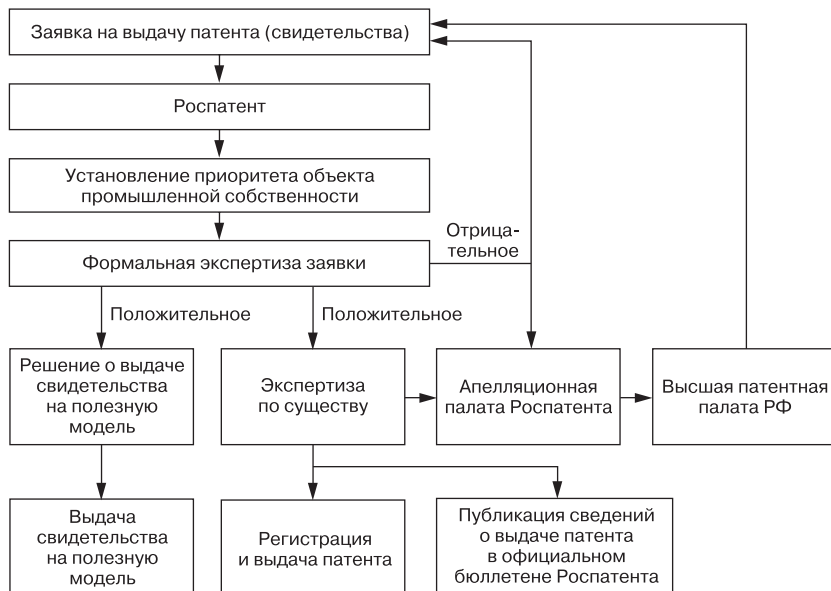 Заявка на выдачу патента (свидетельства)
Роспатент
Установление приоритета объекта
промышленной собственности
Отрица-
тельное
Формальная экспертиза заявки
Положительное
Положительное
Решение о выдаче
свидетельства
на полезную
модель
Экспертиза
по существу
Апелляционная
палата Роспатента
Высшая патентная
палата РФ
Выдача
свидетельства
на полезную
модель
Регистрация
и выдача патента
Публикация сведений
о выдаче патента
в официальном
бюллетене Роспатента